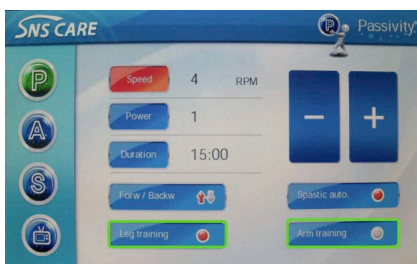 SNS CARE
P Passivity
P
Speed 4 RPM
A
Power 1
Duration 15:00
− +
S
Forw / Backw
Spastic auto.
Leg training
Arm training